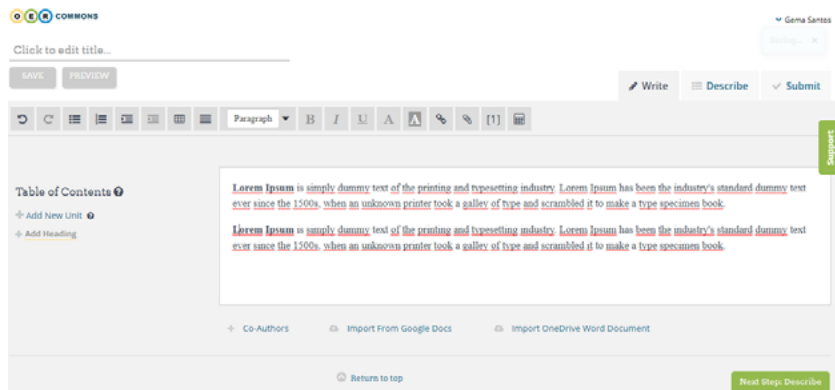 OER COMMONS
Gema Santos
Click to edit title...
SAVE PREVIEW
Write Describe Submit
Paragraph B I U A A [1]
Support
Table of Contents
Add New Unit
Add Heading
Lorem Ipsum is simply dummy text of the printing and typesetting industry. Lorem Ipsum has been the industry's standard dummy text
ever since the 1500s, when an unknown printer took a galley of type and scrambled it to make a type specimen book.
Lorem Ipsum is simply dummy text of the printing and typesetting industry. Lorem Ipsum has been the industry's standard dummy text
ever since the 1500s, when an unknown printer took a galley of type and scrambled it to make a type specimen book.
Co-Authors Import From Google Docs Import OneDrive Word Document
Return to top
Next Step: Describe